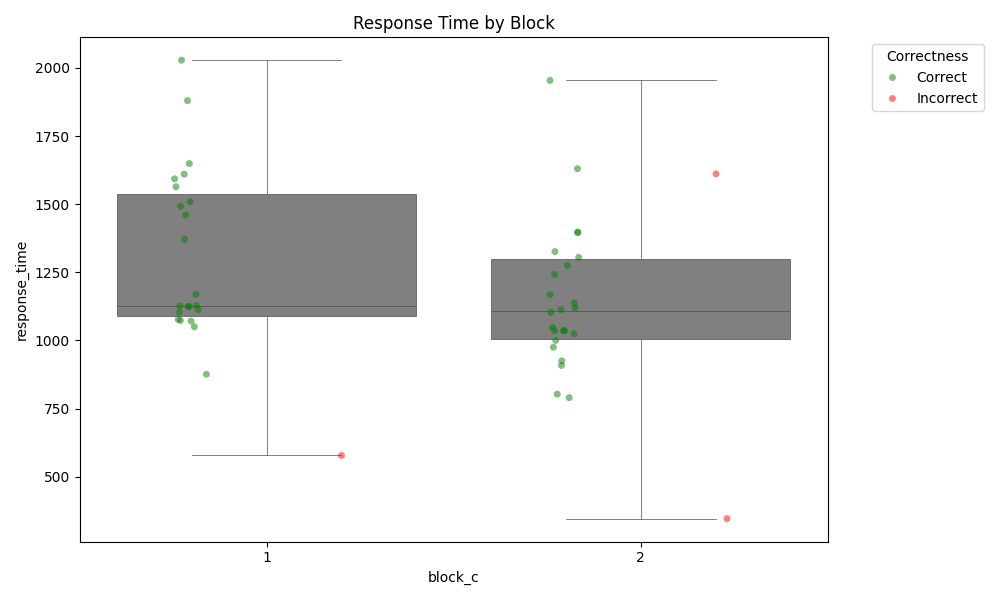 Response Time by Block
Correctness
Correct
Incorrect
response_time
2000
1750
1500
1250
1000
750
500
1
2
block_c